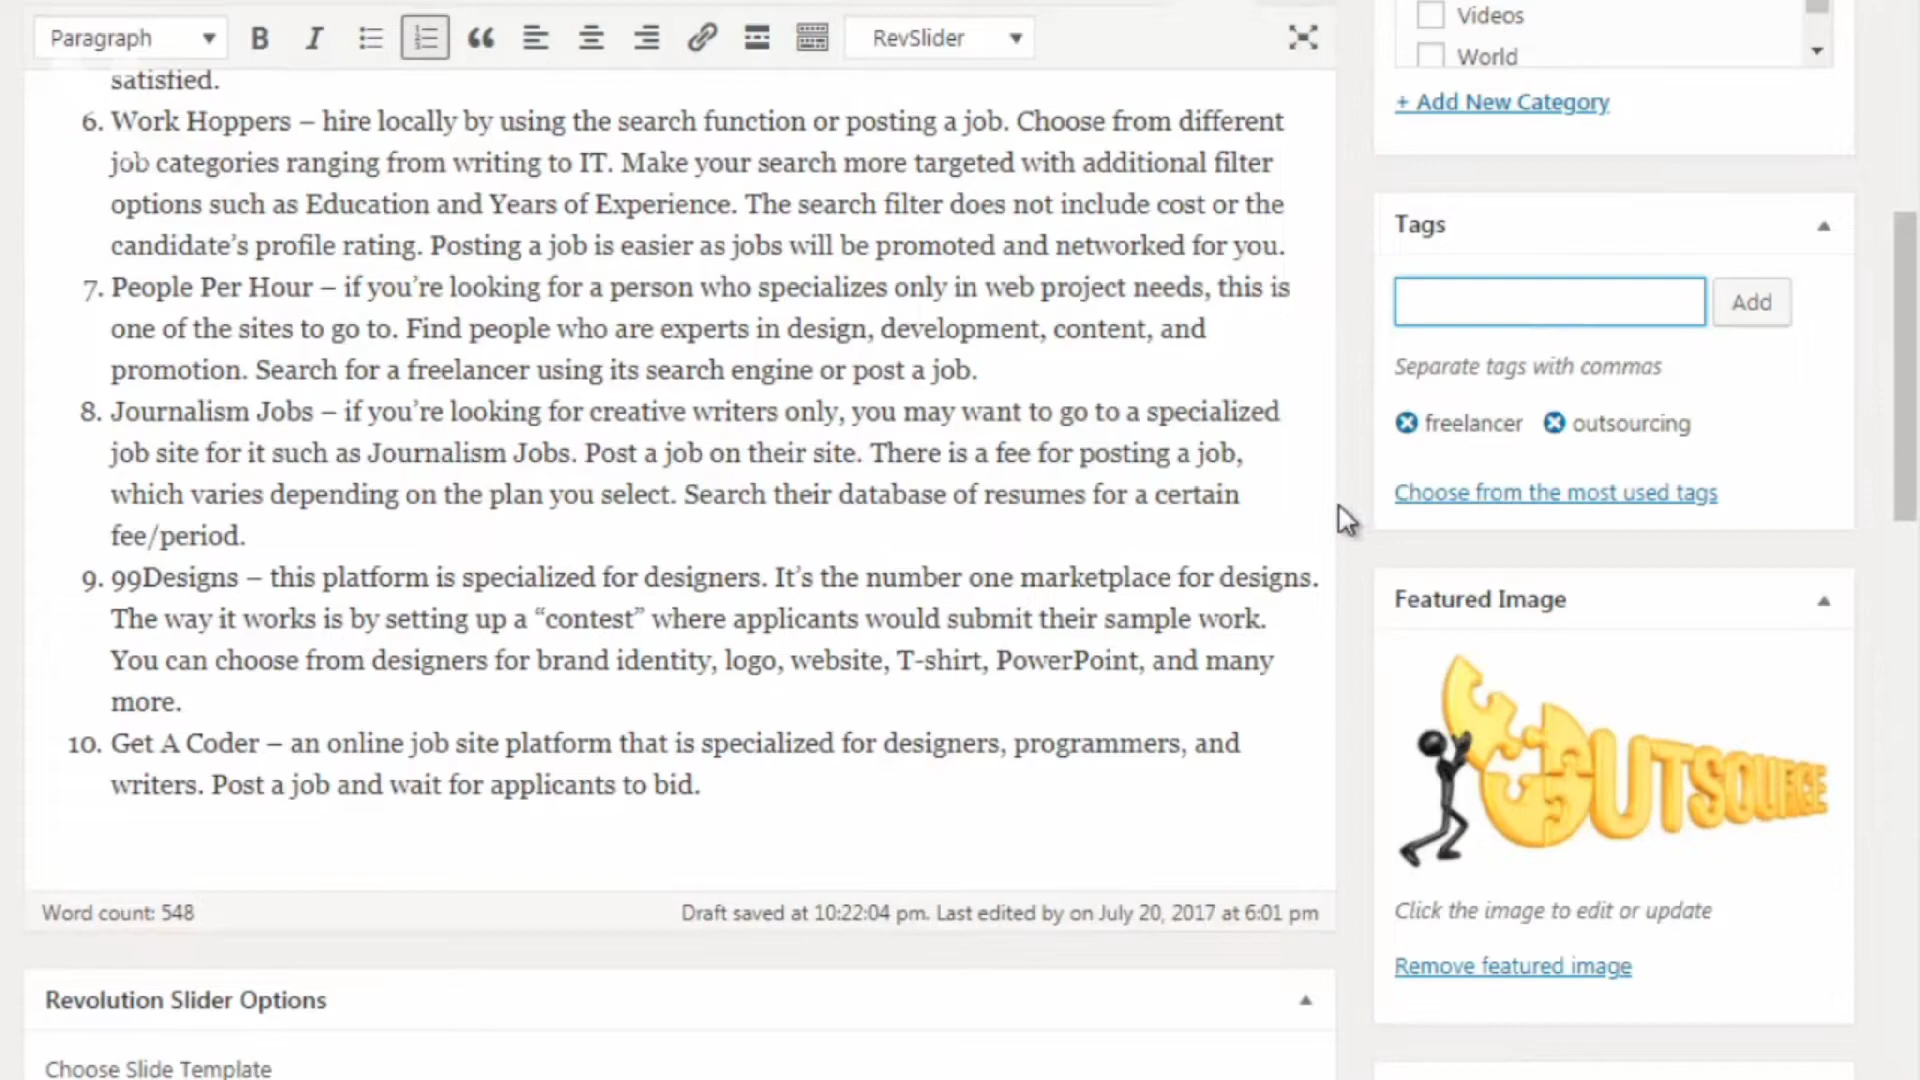 Paragraph
B
I
RevSlider
satisfied.
6. Work Hoppers – hire locally by using the search function or posting a job. Choose from different
job categories ranging from writing to IT. Make your search more targeted with additional filter
options such as Education and Years of Experience. The search filter does not include cost or the
candidate’s profile rating. Posting a job is easier as jobs will be promoted and networked for you.
7. People Per Hour – if you’re looking for a person who specializes only in web project needs, this is
one of the sites to go to. Find people who are experts in design, development, content, and
promotion. Search for a freelancer using its search engine or post a job.
8. Journalism Jobs – if you’re looking for creative writers only, you may want to go to a specialized
job site for it such as Journalism Jobs. Post a job on their site. There is a fee for posting a job,
which varies depending on the plan you select. Search their database of resumes for a certain
fee/period.
9. 99Designs – this platform is specialized for designers. It’s the number one marketplace for designs.
The way it works is by setting up a “contest” where applicants would submit their sample work.
You can choose from designers for brand identity, logo, website, T-shirt, PowerPoint, and many
more.
10. Get A Coder – an online job site platform that is specialized for designers, programmers, and
writers. Post a job and wait for applicants to bid.
Word count: 548
Draft saved at 10:22:04 pm. Last edited by on July 20, 2017 at 6:01 pm
Revolution Slider Options
Choose Slide Template
Videos
World
+ Add New Category
Tags
Add
Separate tags with commas
freelancer
outsourcing
Choose from the most used tags
Featured Image
OUTSOURCE
Click the image to edit or update
Remove featured image